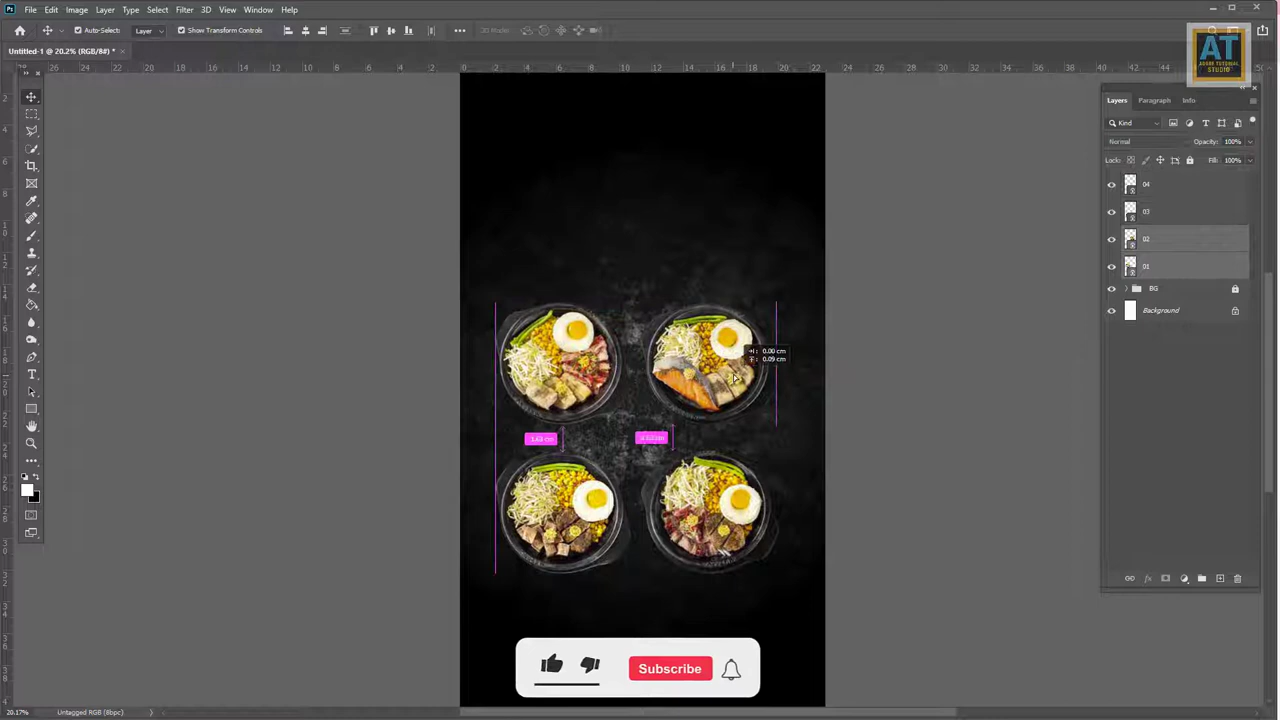 Ps File Edit Image Layer Type Select Filter 3D View Window Help
Auto-Select: Layer Show Transform Controls 3D Mode:
Untitled-1 @ 20.2% (RGB/8#) *
AT
ADOBE TUTORIAL
STUDIO
Layers Paragraph Info
Kind
Normal Opacity: 100%
Lock: Fill: 100%
04
03
02
01
BG
Background
0.00 cm
0.09 cm
Subscribe
20.17% Untagged RGB (8bpc)